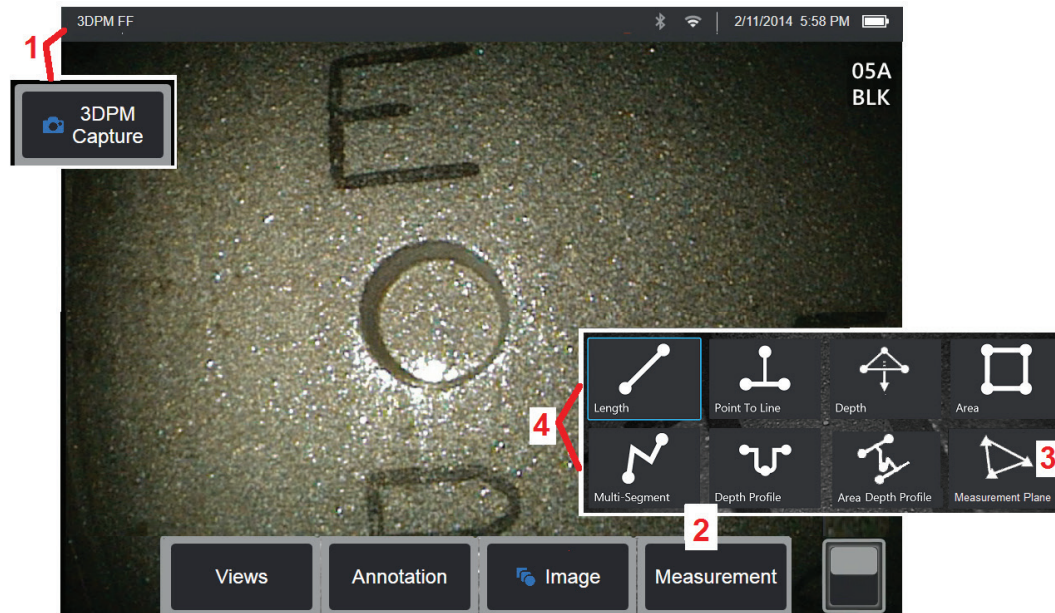 3DPM FF
2/11/2014 5:58 PM
1
3DPM
Capture
05A
BLK
E
Length
Point To Line
Depth
Area
4
3
Multi-Segment
Depth Profile
Area Depth Profile
Measurement Plane
2
Views
Annotation
Image
Measurement